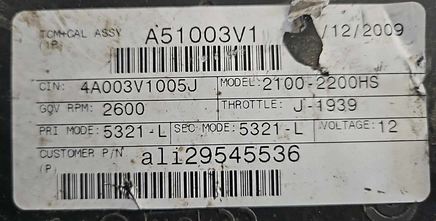 TCM+CAL ASSY A51003V1 /12/2009
(1P)
CIN: 4A003V1005J MODEL: 2100-2200HS
GOV RPM: 2600 THROTTLE: J-1939
PRI MODE: 5321-L SEC MODE: 5321-L VOLTAGE: 12
CUSTOMER P/N ali29545536
(P)